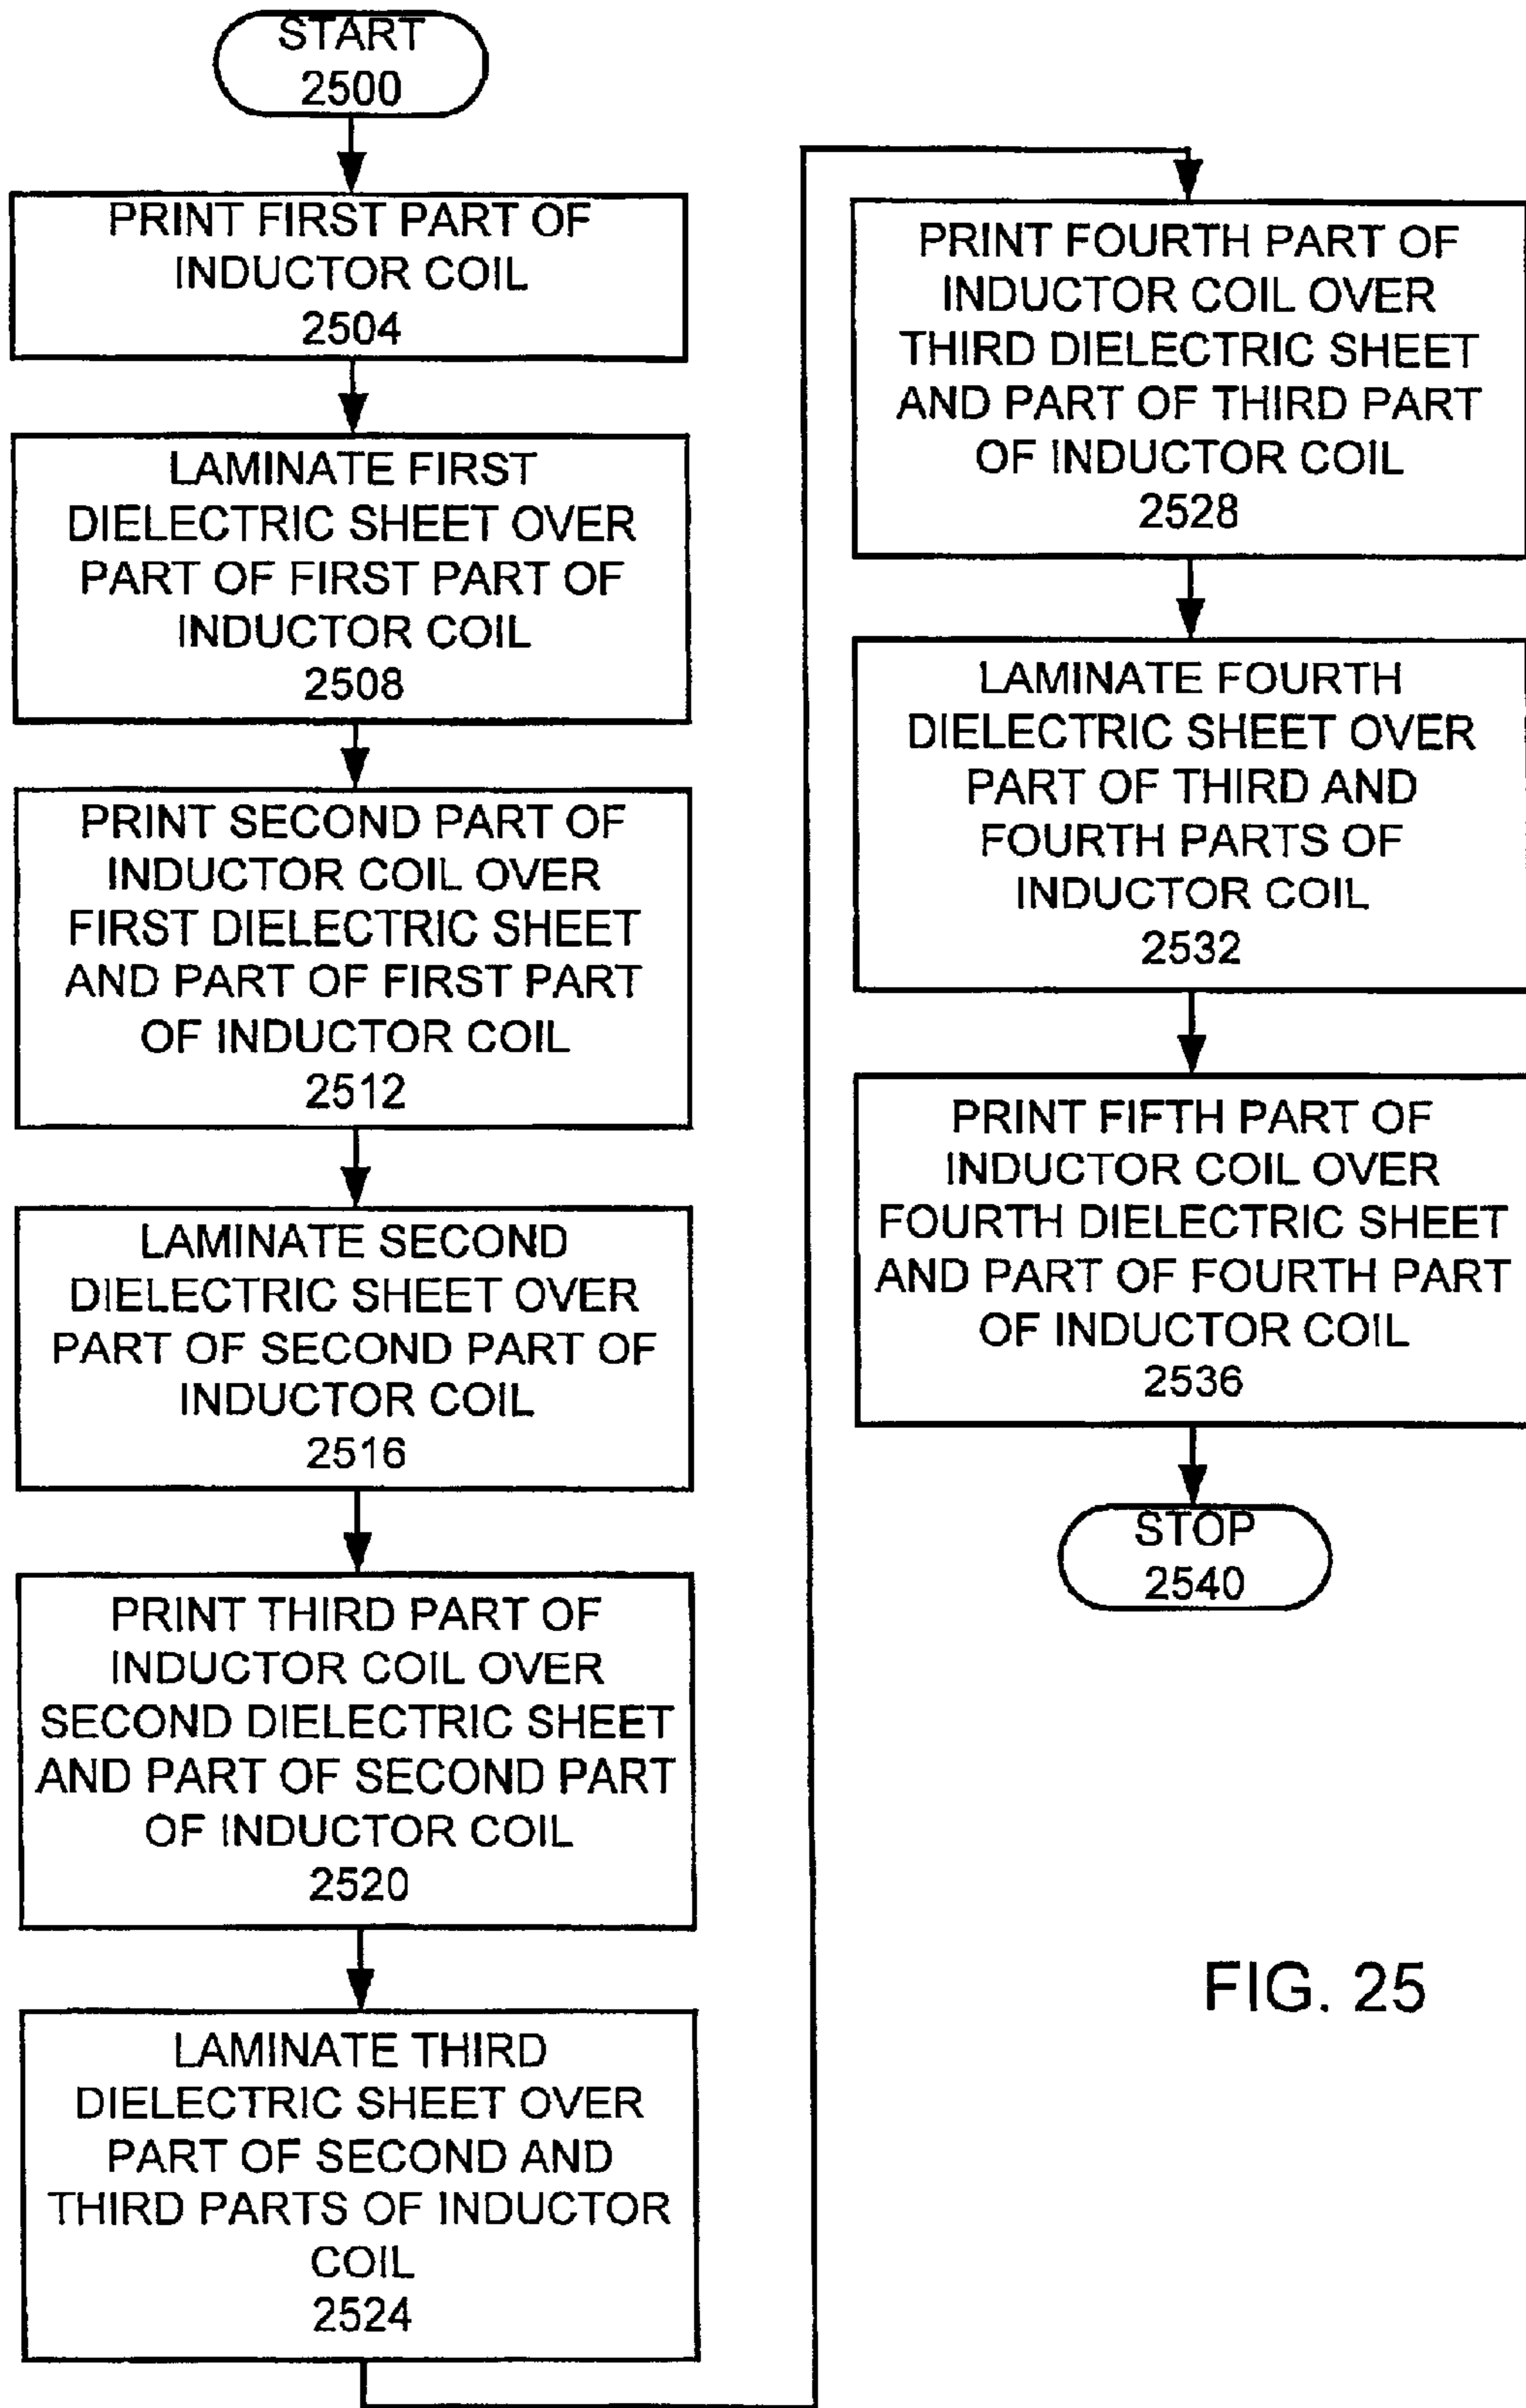 START
2500
PRINT FIRST PART OF
INDUCTOR COIL
2504
LAMINATE FIRST
DIELECTRIC SHEET OVER
PART OF FIRST PART OF
INDUCTOR COIL
2508
PRINT SECOND PART OF
INDUCTOR COIL OVER
FIRST DIELECTRIC SHEET
AND PART OF FIRST PART
OF INDUCTOR COIL
2512
LAMINATE SECOND
DIELECTRIC SHEET OVER
PART OF SECOND PART OF
INDUCTOR COIL
2516
PRINT THIRD PART OF
INDUCTOR COIL OVER
SECOND DIELECTRIC SHEET
AND PART OF SECOND PART
OF INDUCTOR COIL
2520
LAMINATE THIRD
DIELECTRIC SHEET OVER
PART OF SECOND AND
THIRD PARTS OF INDUCTOR
COIL
2524
PRINT FOURTH PART OF
INDUCTOR COIL OVER
THIRD DIELECTRIC SHEET
AND PART OF THIRD PART
OF INDUCTOR COIL
2528
LAMINATE FOURTH
DIELECTRIC SHEET OVER
PART OF THIRD AND
FOURTH PARTS OF
INDUCTOR COIL
2532
PRINT FIFTH PART OF
INDUCTOR COIL OVER
FOURTH DIELECTRIC SHEET
AND PART OF FOURTH PART
OF INDUCTOR COIL
2536
STOP
2540
FIG. 25